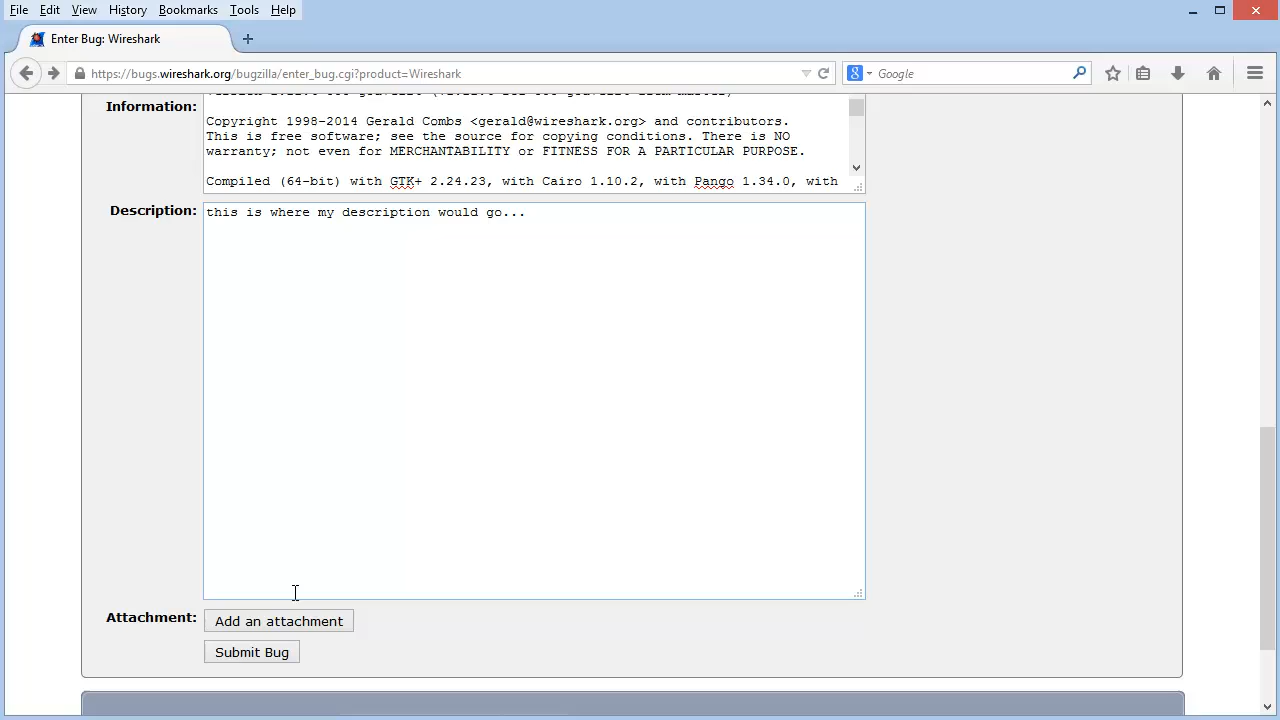 File Edit View History Bookmarks Tools Help
Enter Bug: Wireshark
https://bugs.wireshark.org/bugzilla/enter_bug.cgi?product=Wireshark
Google
Information:
Copyright 1998-2014 Gerald Combs <gerald@wireshark.org> and contributors.
This is free software; see the source for copying conditions. There is NO
warranty; not even for MERCHANTABILITY or FITNESS FOR A PARTICULAR PURPOSE.
Compiled (64-bit) with GTK+ 2.24.23, with Cairo 1.10.2, with Pango 1.34.0, with
Description:
this is where my description would go...
Attachment:
Add an attachment
Submit Bug